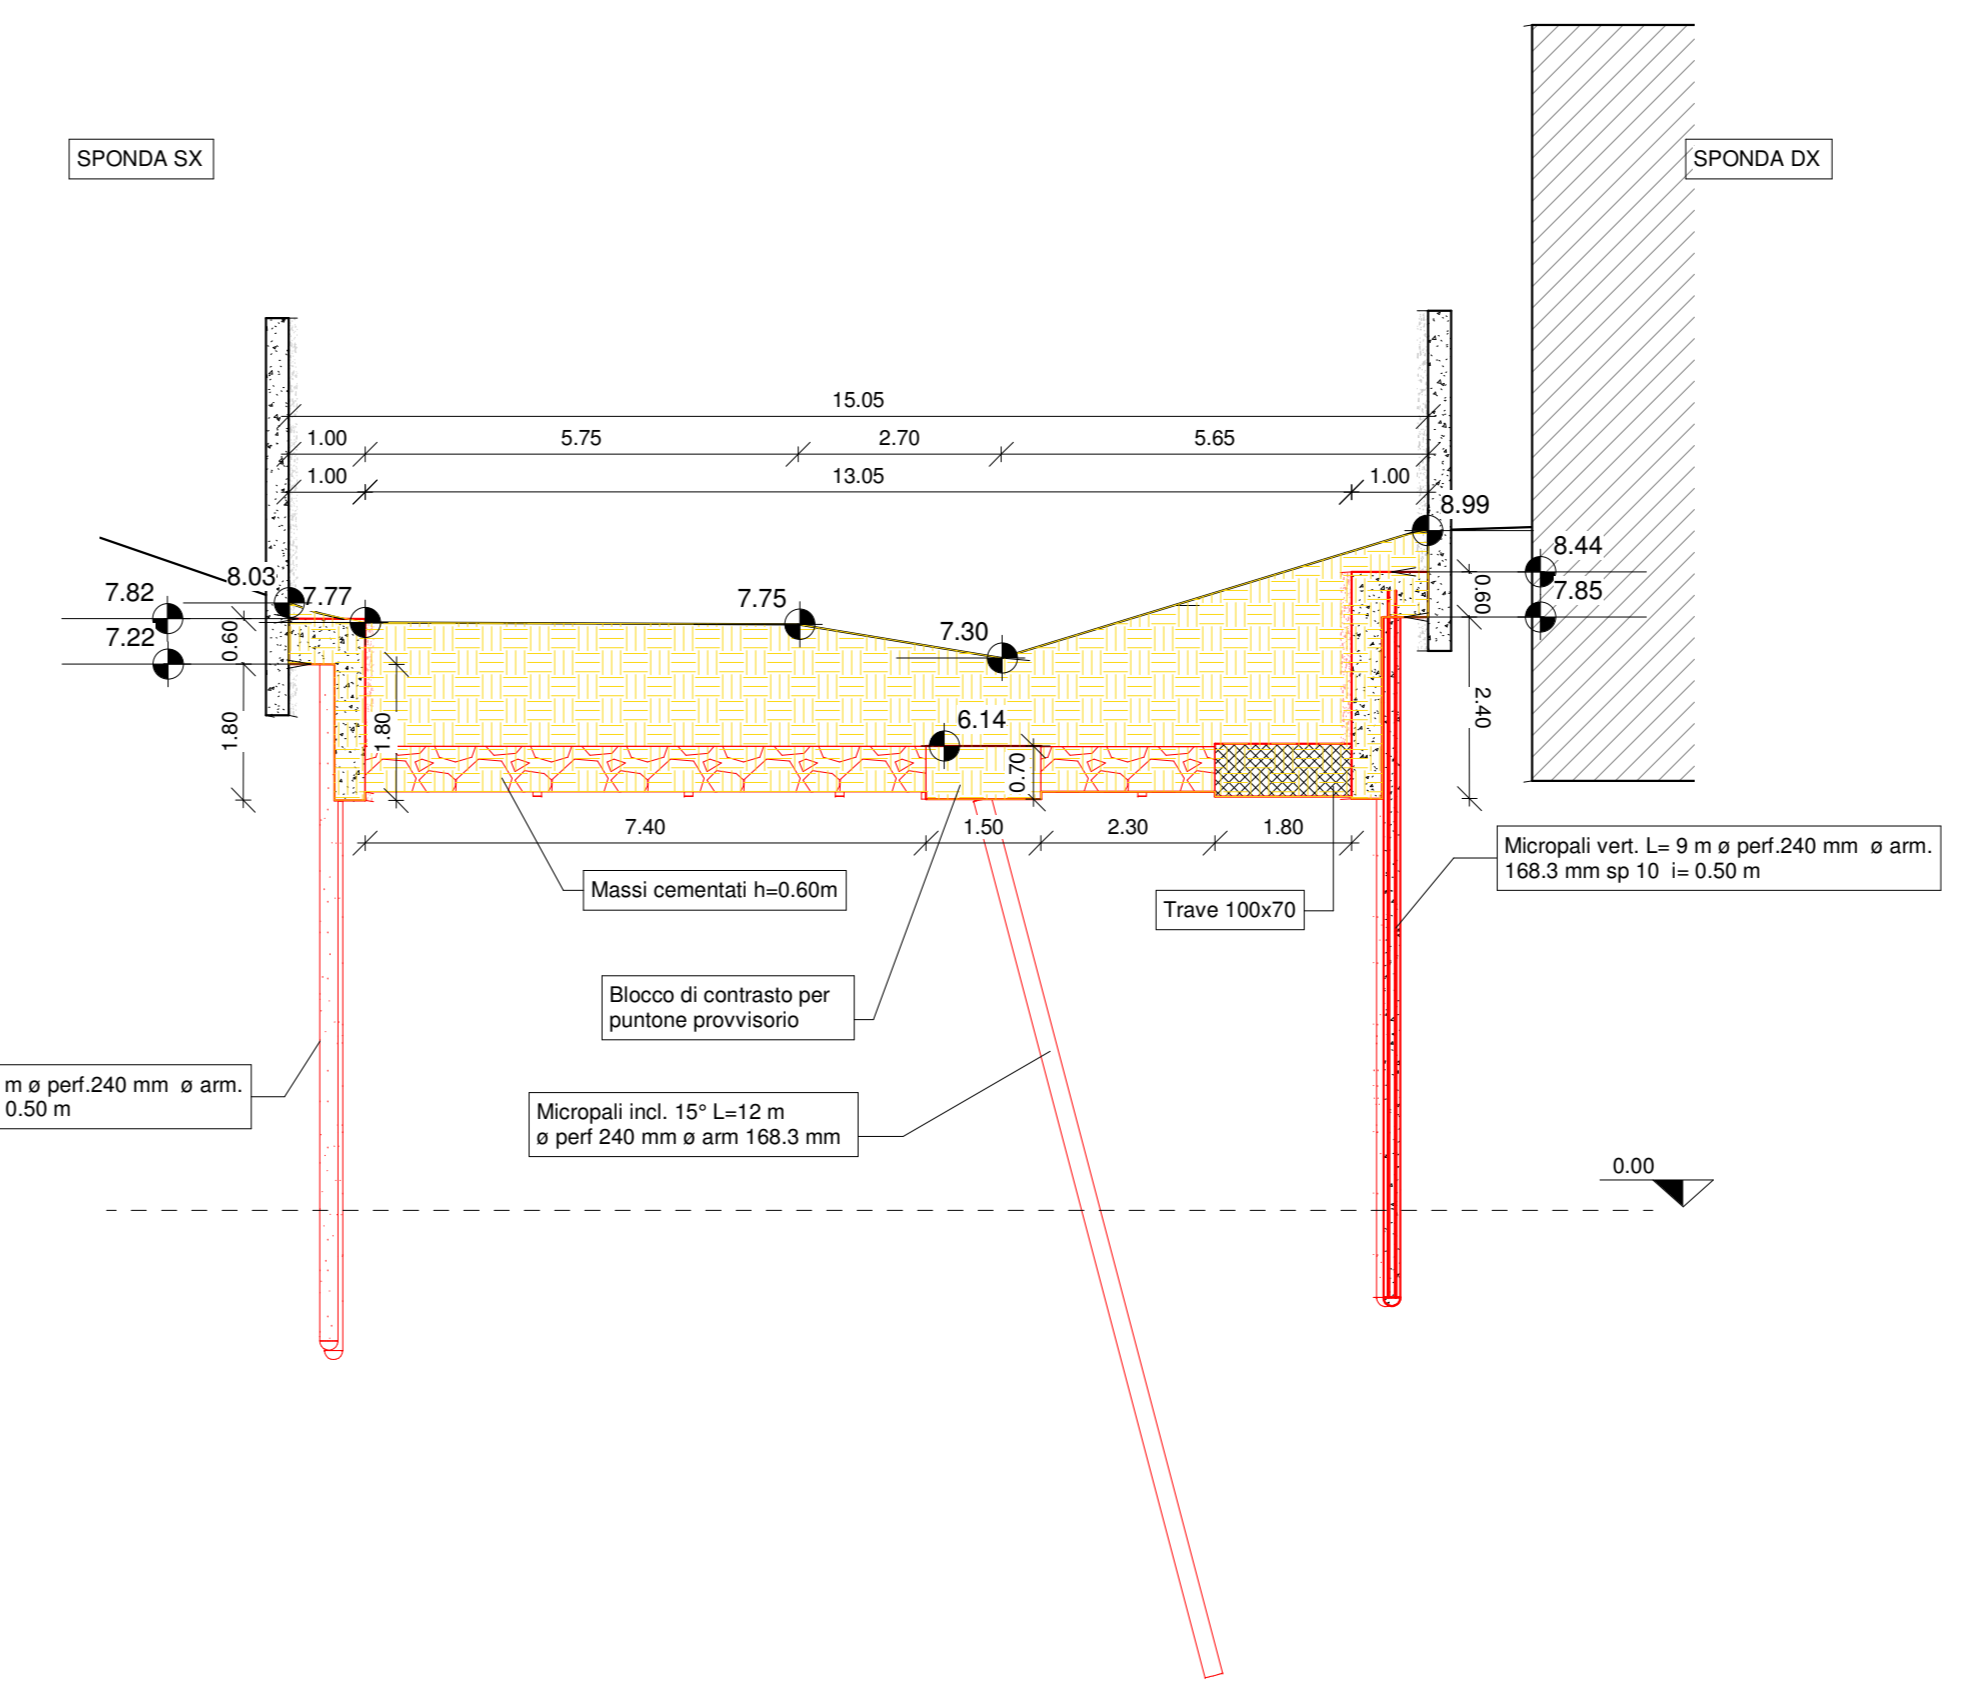 SPONDA SX
SPONDA DX
15.05
1.00
5.75
2.70
5.65
1.00
13.05
1.00
8.99
8.44
7.85
0.60
2.40
8.03
7.82
7.77
7.22
0.60
1.80
1.80
7.75
7.30
6.14
0.70
7.40
1.50
2.30
1.80
Massi cementati h=0.60m
Trave 100x70
Micropali vert. L= 9 m ø perf.240 mm ø arm.
168.3 mm sp 10 i= 0.50 m
Blocco di contrasto per
puntone provvisorio
m ø perf.240 mm ø arm.
0.50 m
Micropali incl. 15° L=12 m
ø perf 240 mm ø arm 168.3 mm
0.00